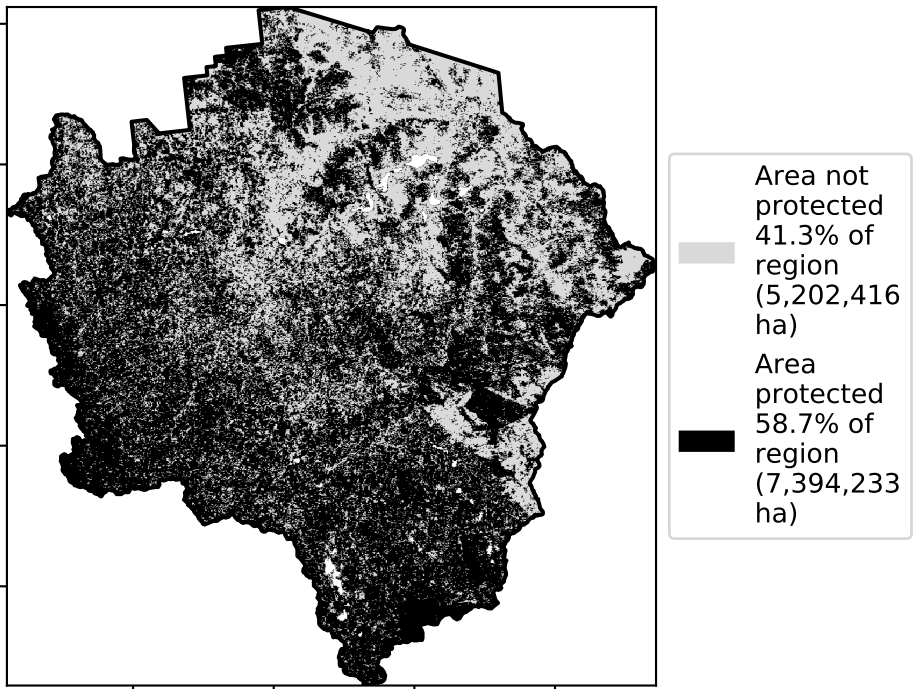 Area not
protected
41.3% of
region
(5,202,416
ha)
Area
protected
58.7% of
region
(7,394,233
ha)